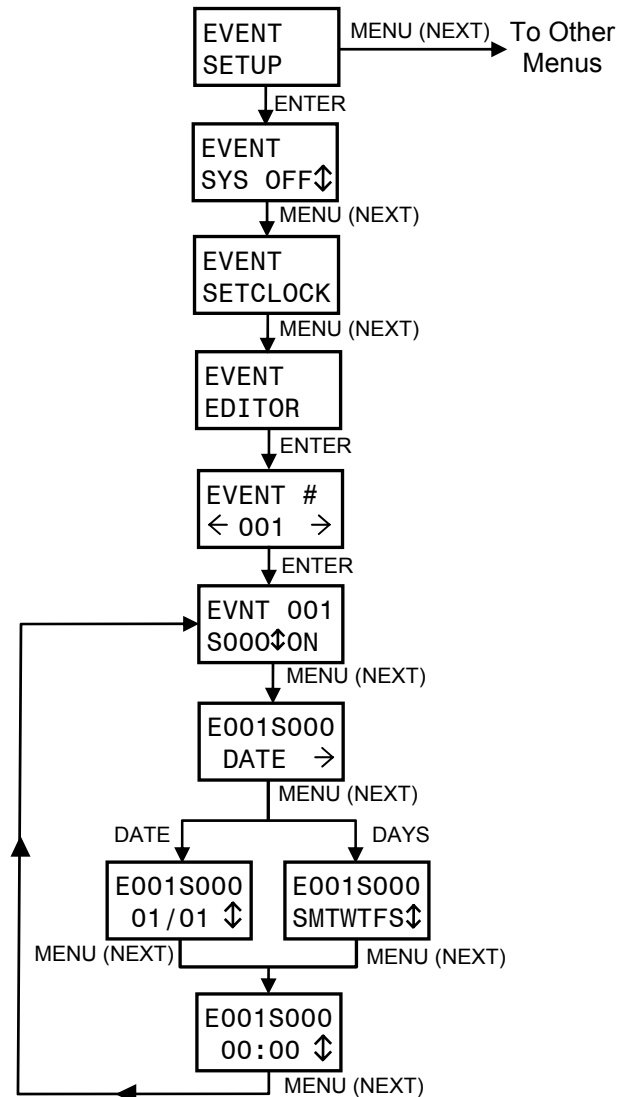 EVENT
SETUP
MENU (NEXT)
To Other
Menus
ENTER
EVENT
SYS OFF↕
MENU (NEXT)
EVENT
SETCLOCK
MENU (NEXT)
EVENT
EDITOR
ENTER
EVENT #
← 001 →
ENTER
EVNT 001
S000↕ON
MENU (NEXT)
E001S000
DATE →
MENU (NEXT)
DATE
DAYS
E001S000
01/01 ↕
E001S000
SMTWTFS↕
MENU (NEXT)
MENU (NEXT)
E001S000
00:00 ↕
MENU (NEXT)